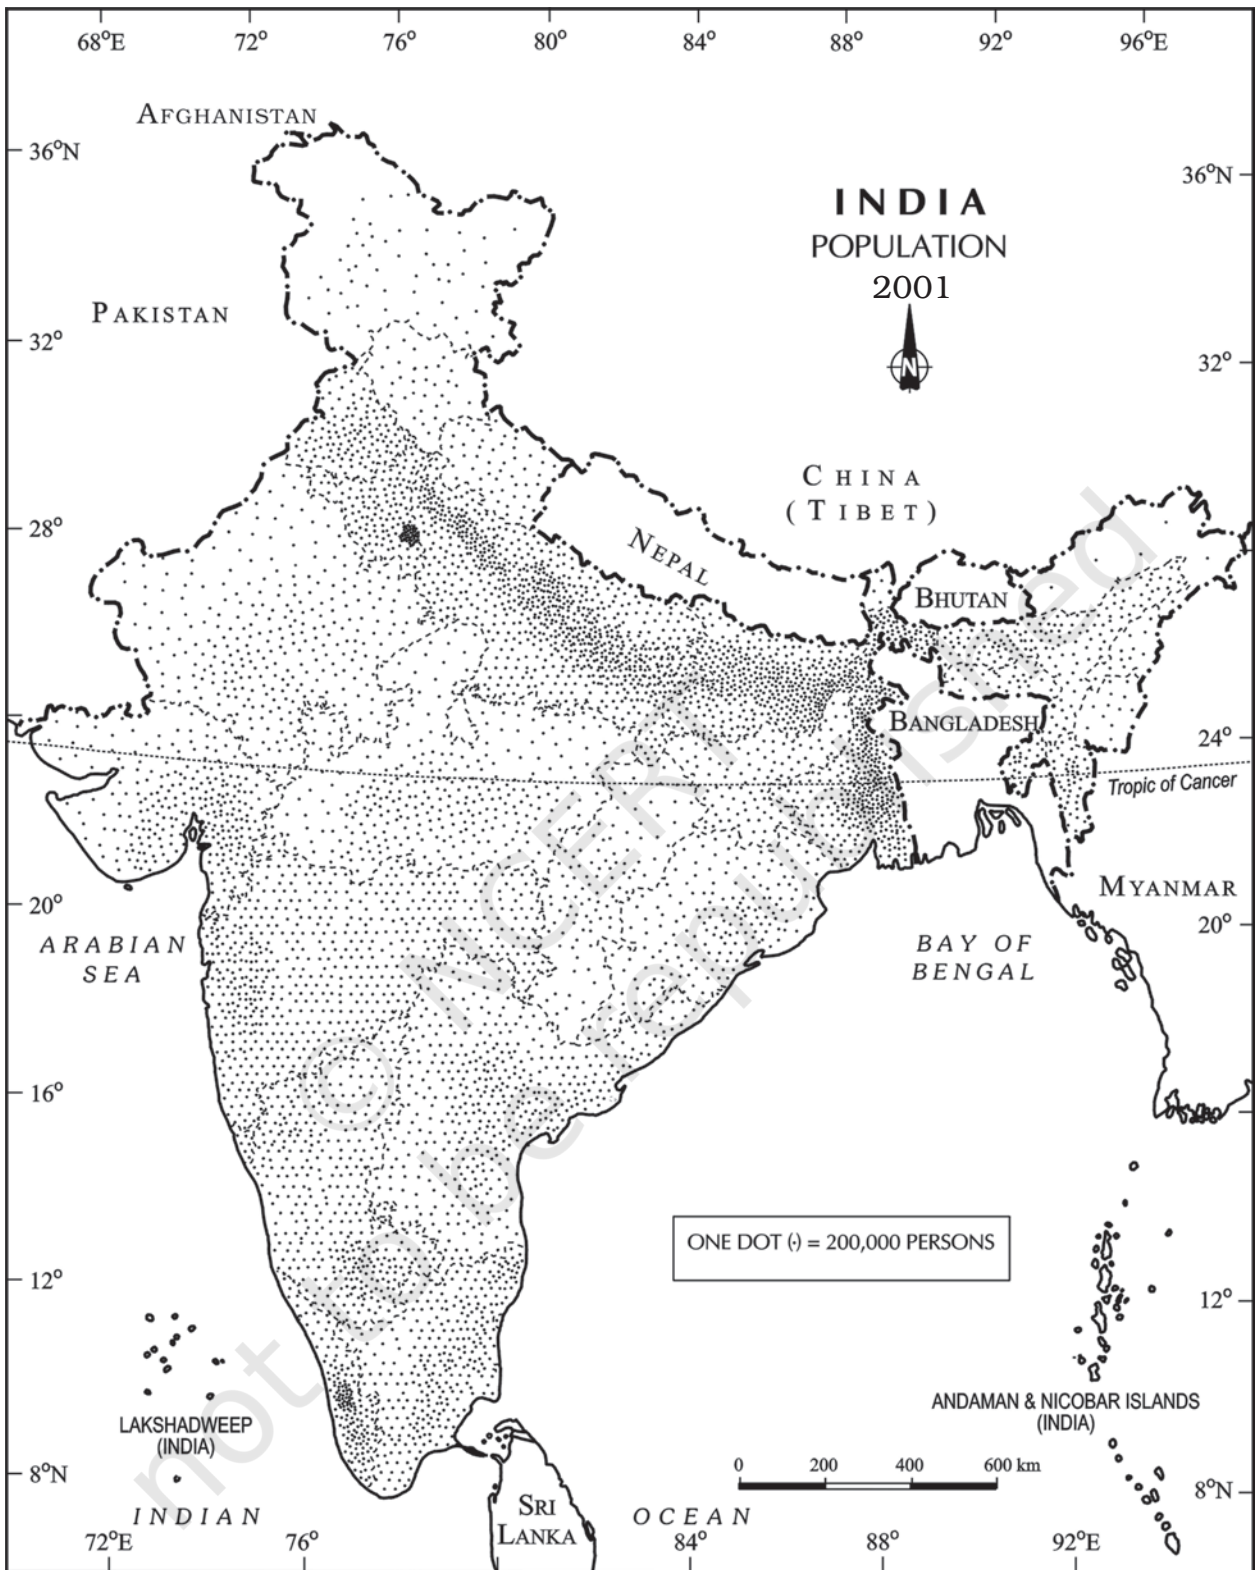 68°E 72° 76° 80° 84° 88° 92° 96°E
AFGHANISTAN
36°N
36°N
INDIA
POPULATION
2001
PAKISTAN
N
32°
32°
CHINA
(TIBET)
28°
NEPAL
BHUTAN
BANGLADESH
24°
Tropic of Cancer
MYANMAR
20°
20°
ARABIAN
SEA
BAY OF
BENGAL
16°
ONE DOT (·) = 200,000 PERSONS
12°
12°
LAKSHADWEEP
(INDIA)
ANDAMAN & NICOBAR ISLANDS
(INDIA)
0 200 400 600 km
8°N
8°N
INDIAN
SRI
LANKA
OCEAN
72°E 76° 84° 88° 92°E
© NCERT
not to be republished